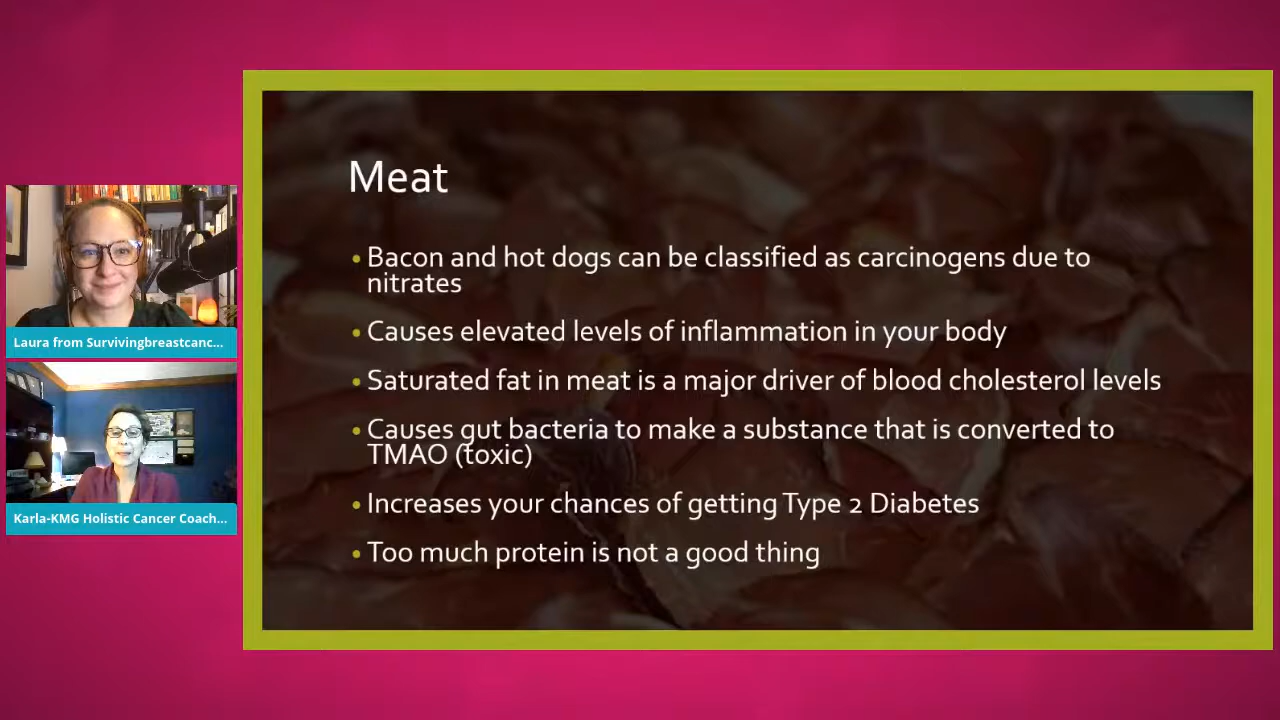 Meat
• Bacon and hot dogs can be classified as carcinogens due to
nitrates
• Causes elevated levels of inflammation in your body
• Saturated fat in meat is a major driver of blood cholesterol levels
• Causes gut bacteria to make a substance that is converted to
TMAO (toxic)
• Increases your chances of getting Type 2 Diabetes
• Too much protein is not a good thing
Laura from Survivingbreastcanc...
Karla-KMG Holistic Cancer Coach...